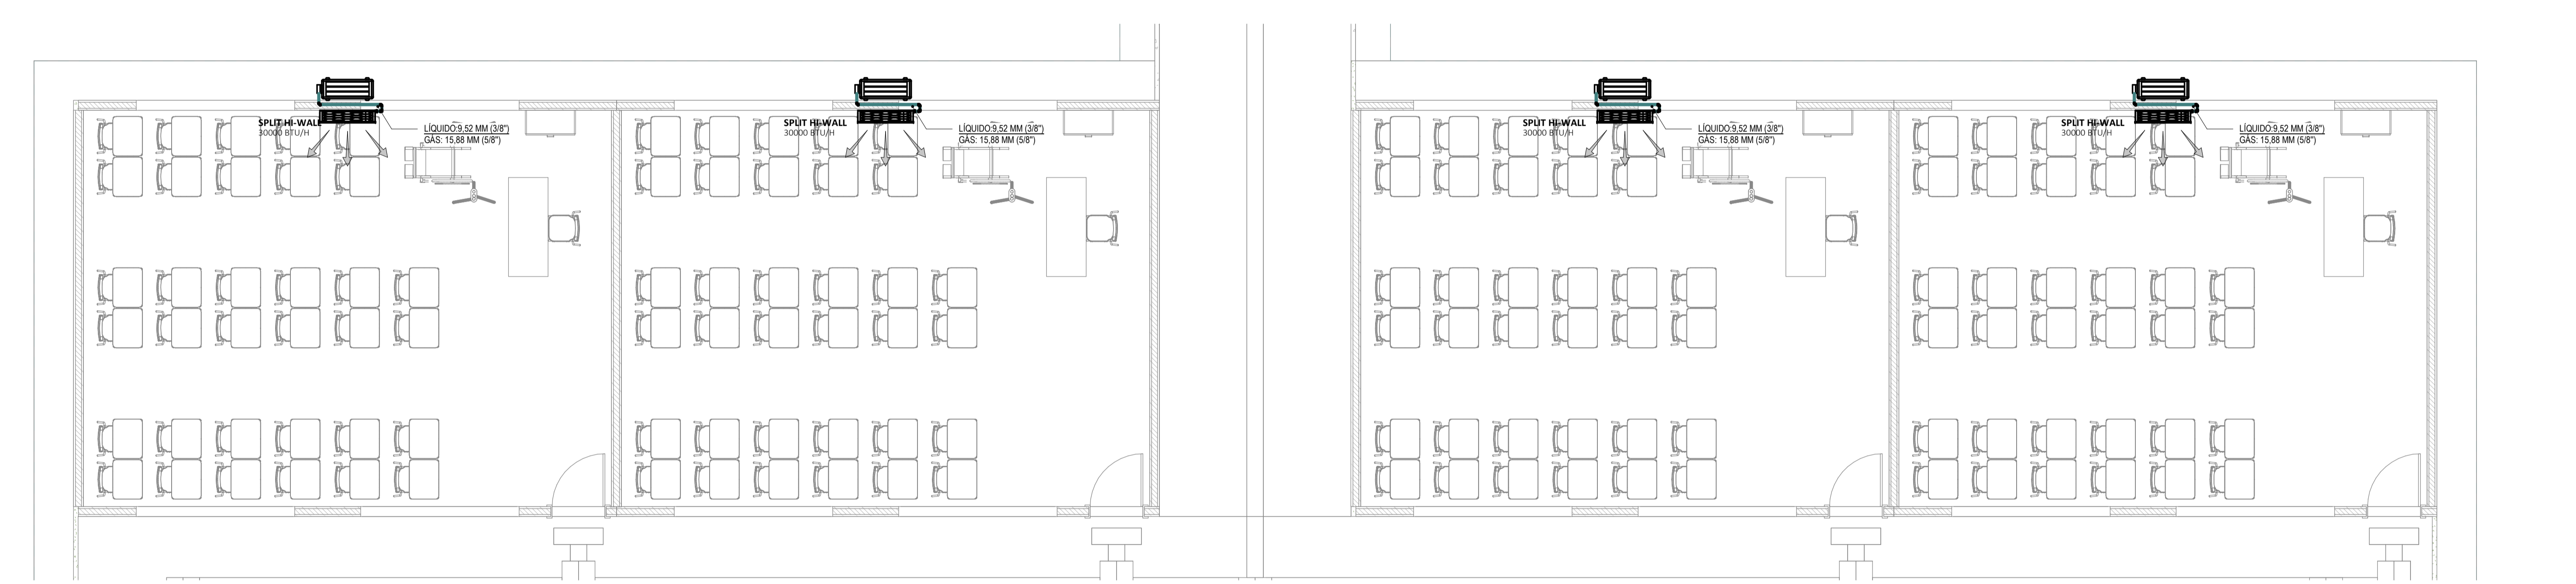 SPLIT HI-WALL
30000 BTU/H
LÍQUIDO:9,52 MM (3/8")
GÁS: 15,88 MM (5/8")
SPLIT HI-WALL
30000 BTU/H
LÍQUIDO:9,52 MM (3/8")
GÁS: 15,88 MM (5/8")
SPLIT HI-WALL
30000 BTU/H
LÍQUIDO:9,52 MM (3/8")
GÁS: 15,88 MM (5/8")
SPLIT HI-WALL
30000 BTU/H
LÍQUIDO:9,52 MM (3/8")
GÁS: 15,88 MM (5/8")